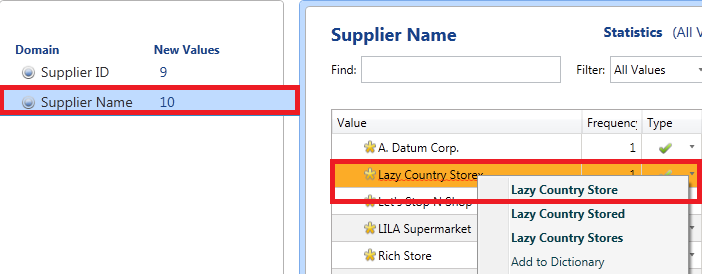 Domain New Values
Supplier ID 9
Supplier Name 10
Supplier Name Statistics (All V
Find: Filter: All Values
Value Frequency Type
A. Datum Corp. 1
Lazy Country Storex 1
Let's Stop N Shop
LILA Supermarket
Rich Store
Lazy Country Store
Lazy Country Stored
Lazy Country Stores
Add to Dictionary